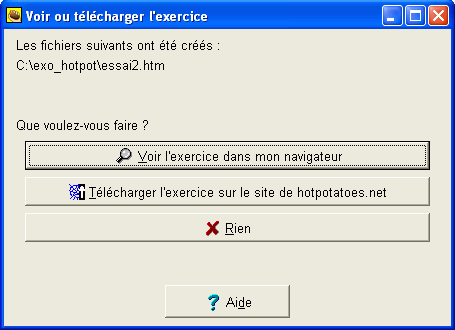 Voir ou télécharger l'exercice
Les fichiers suivants ont été créés :
C:\exo_hotpot\essai2.htm
Que voulez-vous faire ?
Voir l'exercice dans mon navigateur
Télécharger l'exercice sur le site de hotpotatoes.net
Rien
Aide